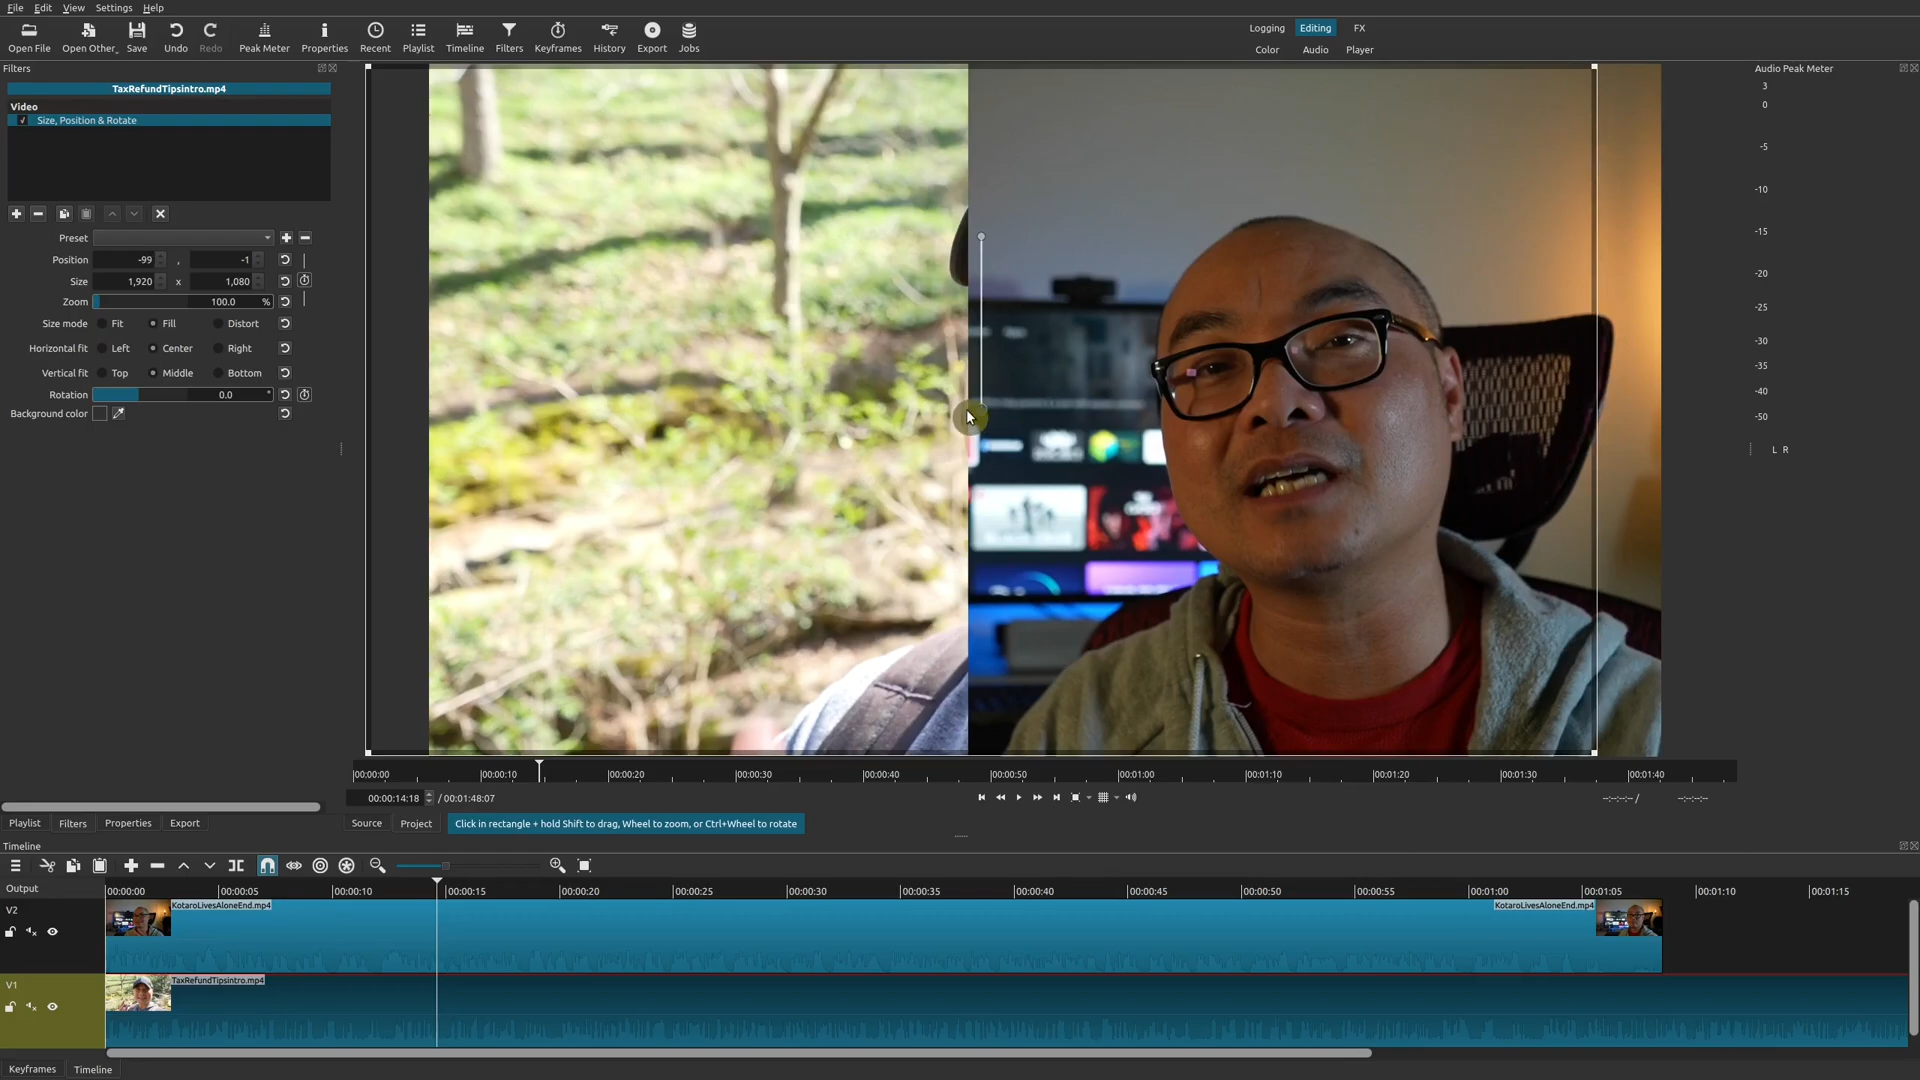 File Edit View Settings Help
Open File Open Other Save Undo Redo Peak Meter Properties Recent Playlist Timeline Filters Keyframes History Export Jobs
Logging Editing FX
Color Audio Player
Filters
TaxRefundTipsintro.mp4
Video
Size, Position & Rotate
Preset
Position -99 , -1
Size 1,920 x 1,080
Zoom 100.0 %
Size mode Fit Fill Distort
Horizontal fit Left Center Right
Vertical fit Top Middle Bottom
Rotation 0.0 °
Background color
Audio Peak Meter
3
0
-5
-10
-15
-20
-25
-30
-35
-40
-50
L R
00:00:00 00:00:10 00:00:20 00:00:30 00:00:40 00:00:50 00:01:00 00:01:10 00:01:20 00:01:30 00:01:40
00:00:14:18 / 00:01:48:07
--:--:--:-- / --:--:--:--
Playlist Filters Properties Export
Source Project Click in rectangle + hold Shift to drag, Wheel to zoom, or Ctrl+Wheel to rotate
Timeline
Output
00:00:00 00:00:05 00:00:10 00:00:15 00:00:20 00:00:25 00:00:30 00:00:35 00:00:40 00:00:45 00:00:50 00:00:55 00:01:00 00:01:05 00:01:10 00:01:15
V2
KotaroLivesAloneEnd.mp4 KotaroLivesAloneEnd.mp4
V1
TaxRefundTipsintro.mp4
Keyframes Timeline